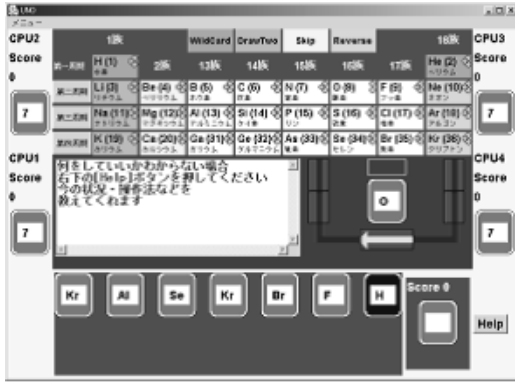 UNO
メニュー
CPU2
Score
0
7
1族
WildCard
DrawTwo
Skip
Reverse
18族
CPU3
Score
0
7
第一周期
H (1)
水素
2族
13族
14族
15族
16族
17族
He (2)
ヘリウム
第二周期
Li (3)
リチウム
Be (4)
ベリリウム
B (5)
ホウ素
C (6)
炭素
N (7)
窒素
O (8)
酸素
F (9)
フッ素
Ne (10)
ネオン
第三周期
Na (11)
ナトリウム
Mg (12)
マグネシウム
Al (13)
アルミニウム
Si (14)
ケイ素
P (15)
リン
S (16)
硫黄
Cl (17)
塩素
Ar (18)
アルゴン
第四周期
K (19)
カリウム
Ca (20)
カルシウム
Ga (31)
ガリウム
Ge (32)
ゲルマニウム
As (33)
ヒ素
Se (34)
セレン
Br (35)
臭素
Kr (36)
クリプトン
CPU1
Score
0
7
何をしていいかわからない場合
右下の[Help]ボタンを押してください
今の状況・操作法などを
教えてくれます
O
CPU4
Score
0
7
Kr
Al
Se
Kr
Br
F
H
Score 0
Help